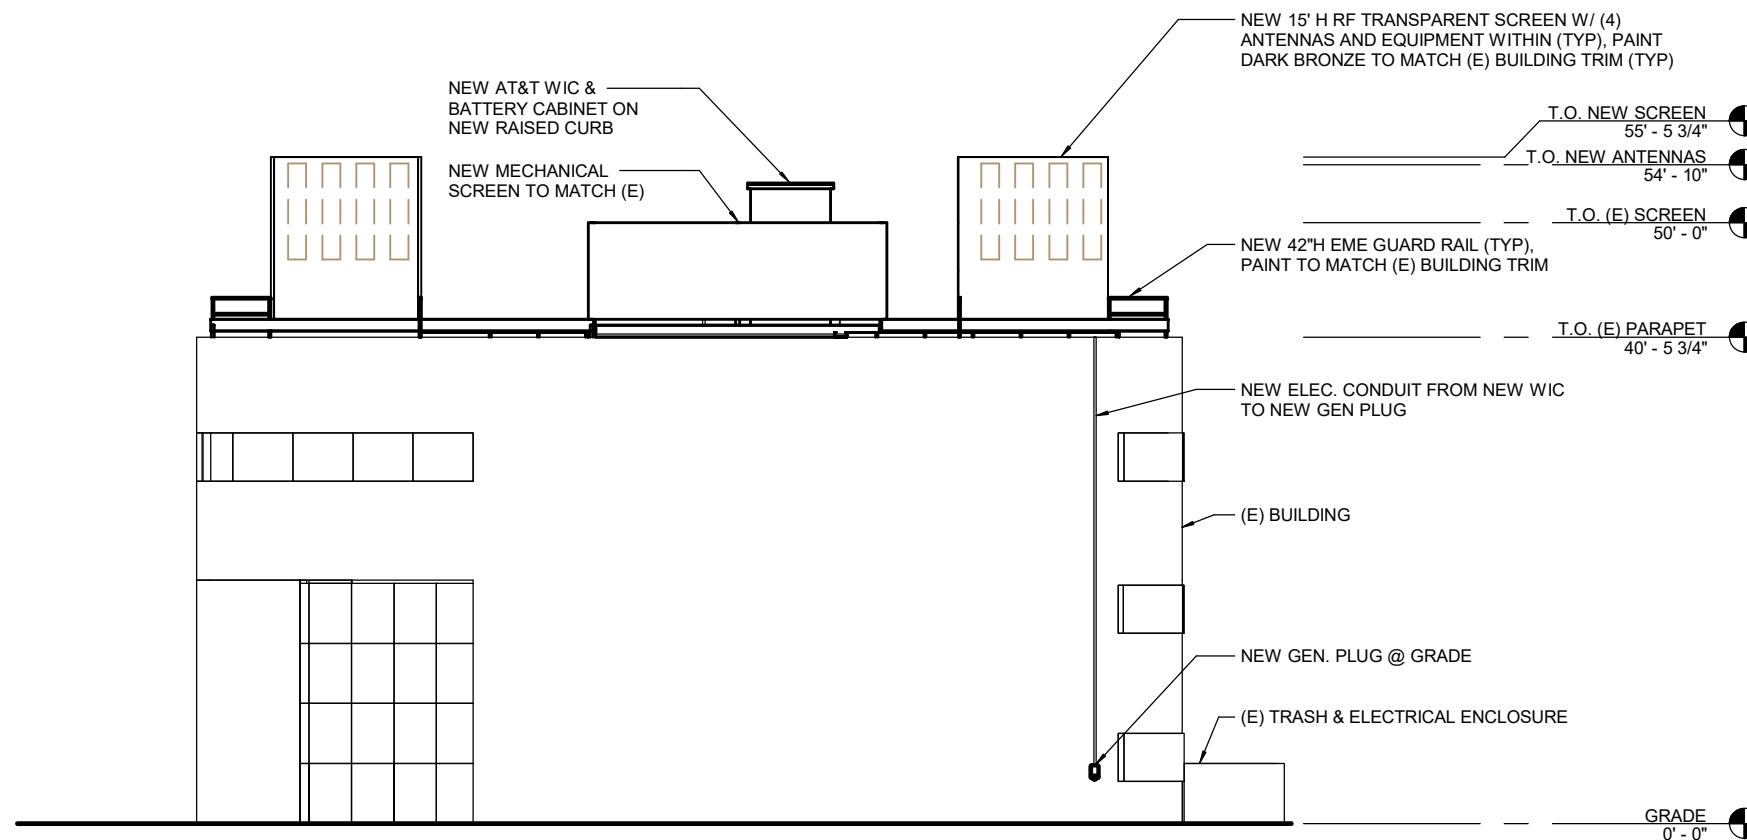 NEW 15' H RF TRANSPARENT SCREEN W/ (4)
ANTENNAS AND EQUIPMENT WITHIN (TYP), PAINT
DARK BRONZE TO MATCH (E) BUILDING TRIM (TYP)
NEW AT&T WIC &
BATTERY CABINET ON
NEW RAISED CURB
NEW MECHANICAL
SCREEN TO MATCH (E)
T.O. NEW SCREEN
55' - 5 3/4"
T.O. NEW ANTENNAS
54' - 10"
T.O. (E) SCREEN
50' - 0"
NEW 42"H EME GUARD RAIL (TYP),
PAINT TO MATCH (E) BUILDING TRIM
T.O. (E) PARAPET
40' - 5 3/4"
NEW ELEC. CONDUIT FROM NEW WIC
TO NEW GEN PLUG
(E) BUILDING
NEW GEN. PLUG @ GRADE
(E) TRASH & ELECTRICAL ENCLOSURE
GRADE
0' - 0"